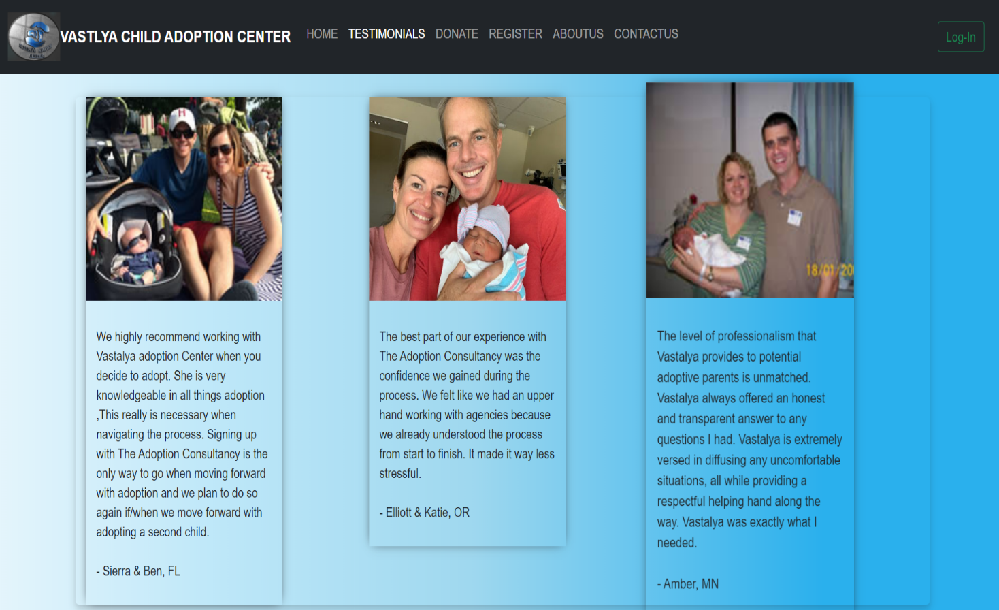 VASTLYA CHILD ADOPTION CENTER
HOME TESTIMONIALS DONATE REGISTER ABOUTUS CONTACTUS
Log-In
H
18/01/200
We highly recommend working with
Vastalya adoption Center when you
decide to adopt. She is very
knowledgeable in all things adoption
,This really is necessary when
navigating the process. Signing up
with The Adoption Consultancy is the
only way to go when moving forward
with adoption and we plan to do so
again if/when we move forward with
adopting a second child.
- Sierra & Ben, FL
The best part of our experience with
The Adoption Consultancy was the
confidence we gained during the
process. We felt like we had an upper
hand working with agencies because
we already understood the process
from start to finish. It made it way less
stressful.
- Elliott & Katie, OR
The level of professionalism that
Vastalya provides to potential
adoptive parents is unmatched.
Vastalya always offered an honest
and transparent answer to any
questions I had. Vastalya is extremely
versed in diffusing any uncomfortable
situations, all while providing a
respectful helping hand along the
way. Vastalya was exactly what I
needed.
- Amber, MN